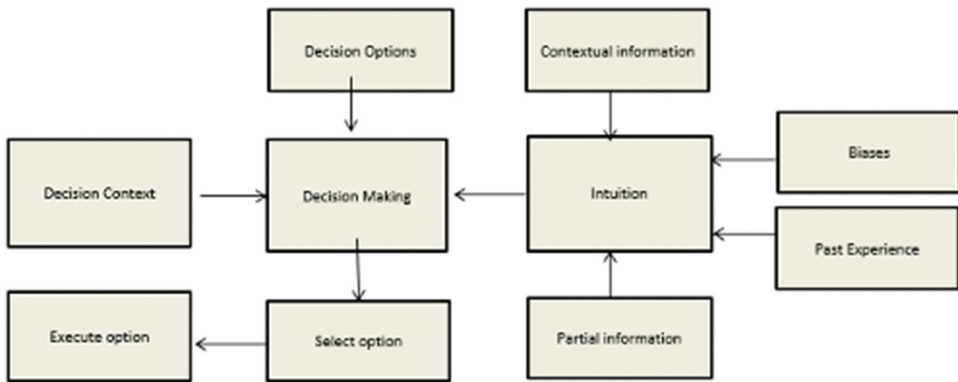 Decision Options
Contextual information
Biases
Decision Context
Decision Making
Intuition
Past Experience
Execute option
Select option
Partial information